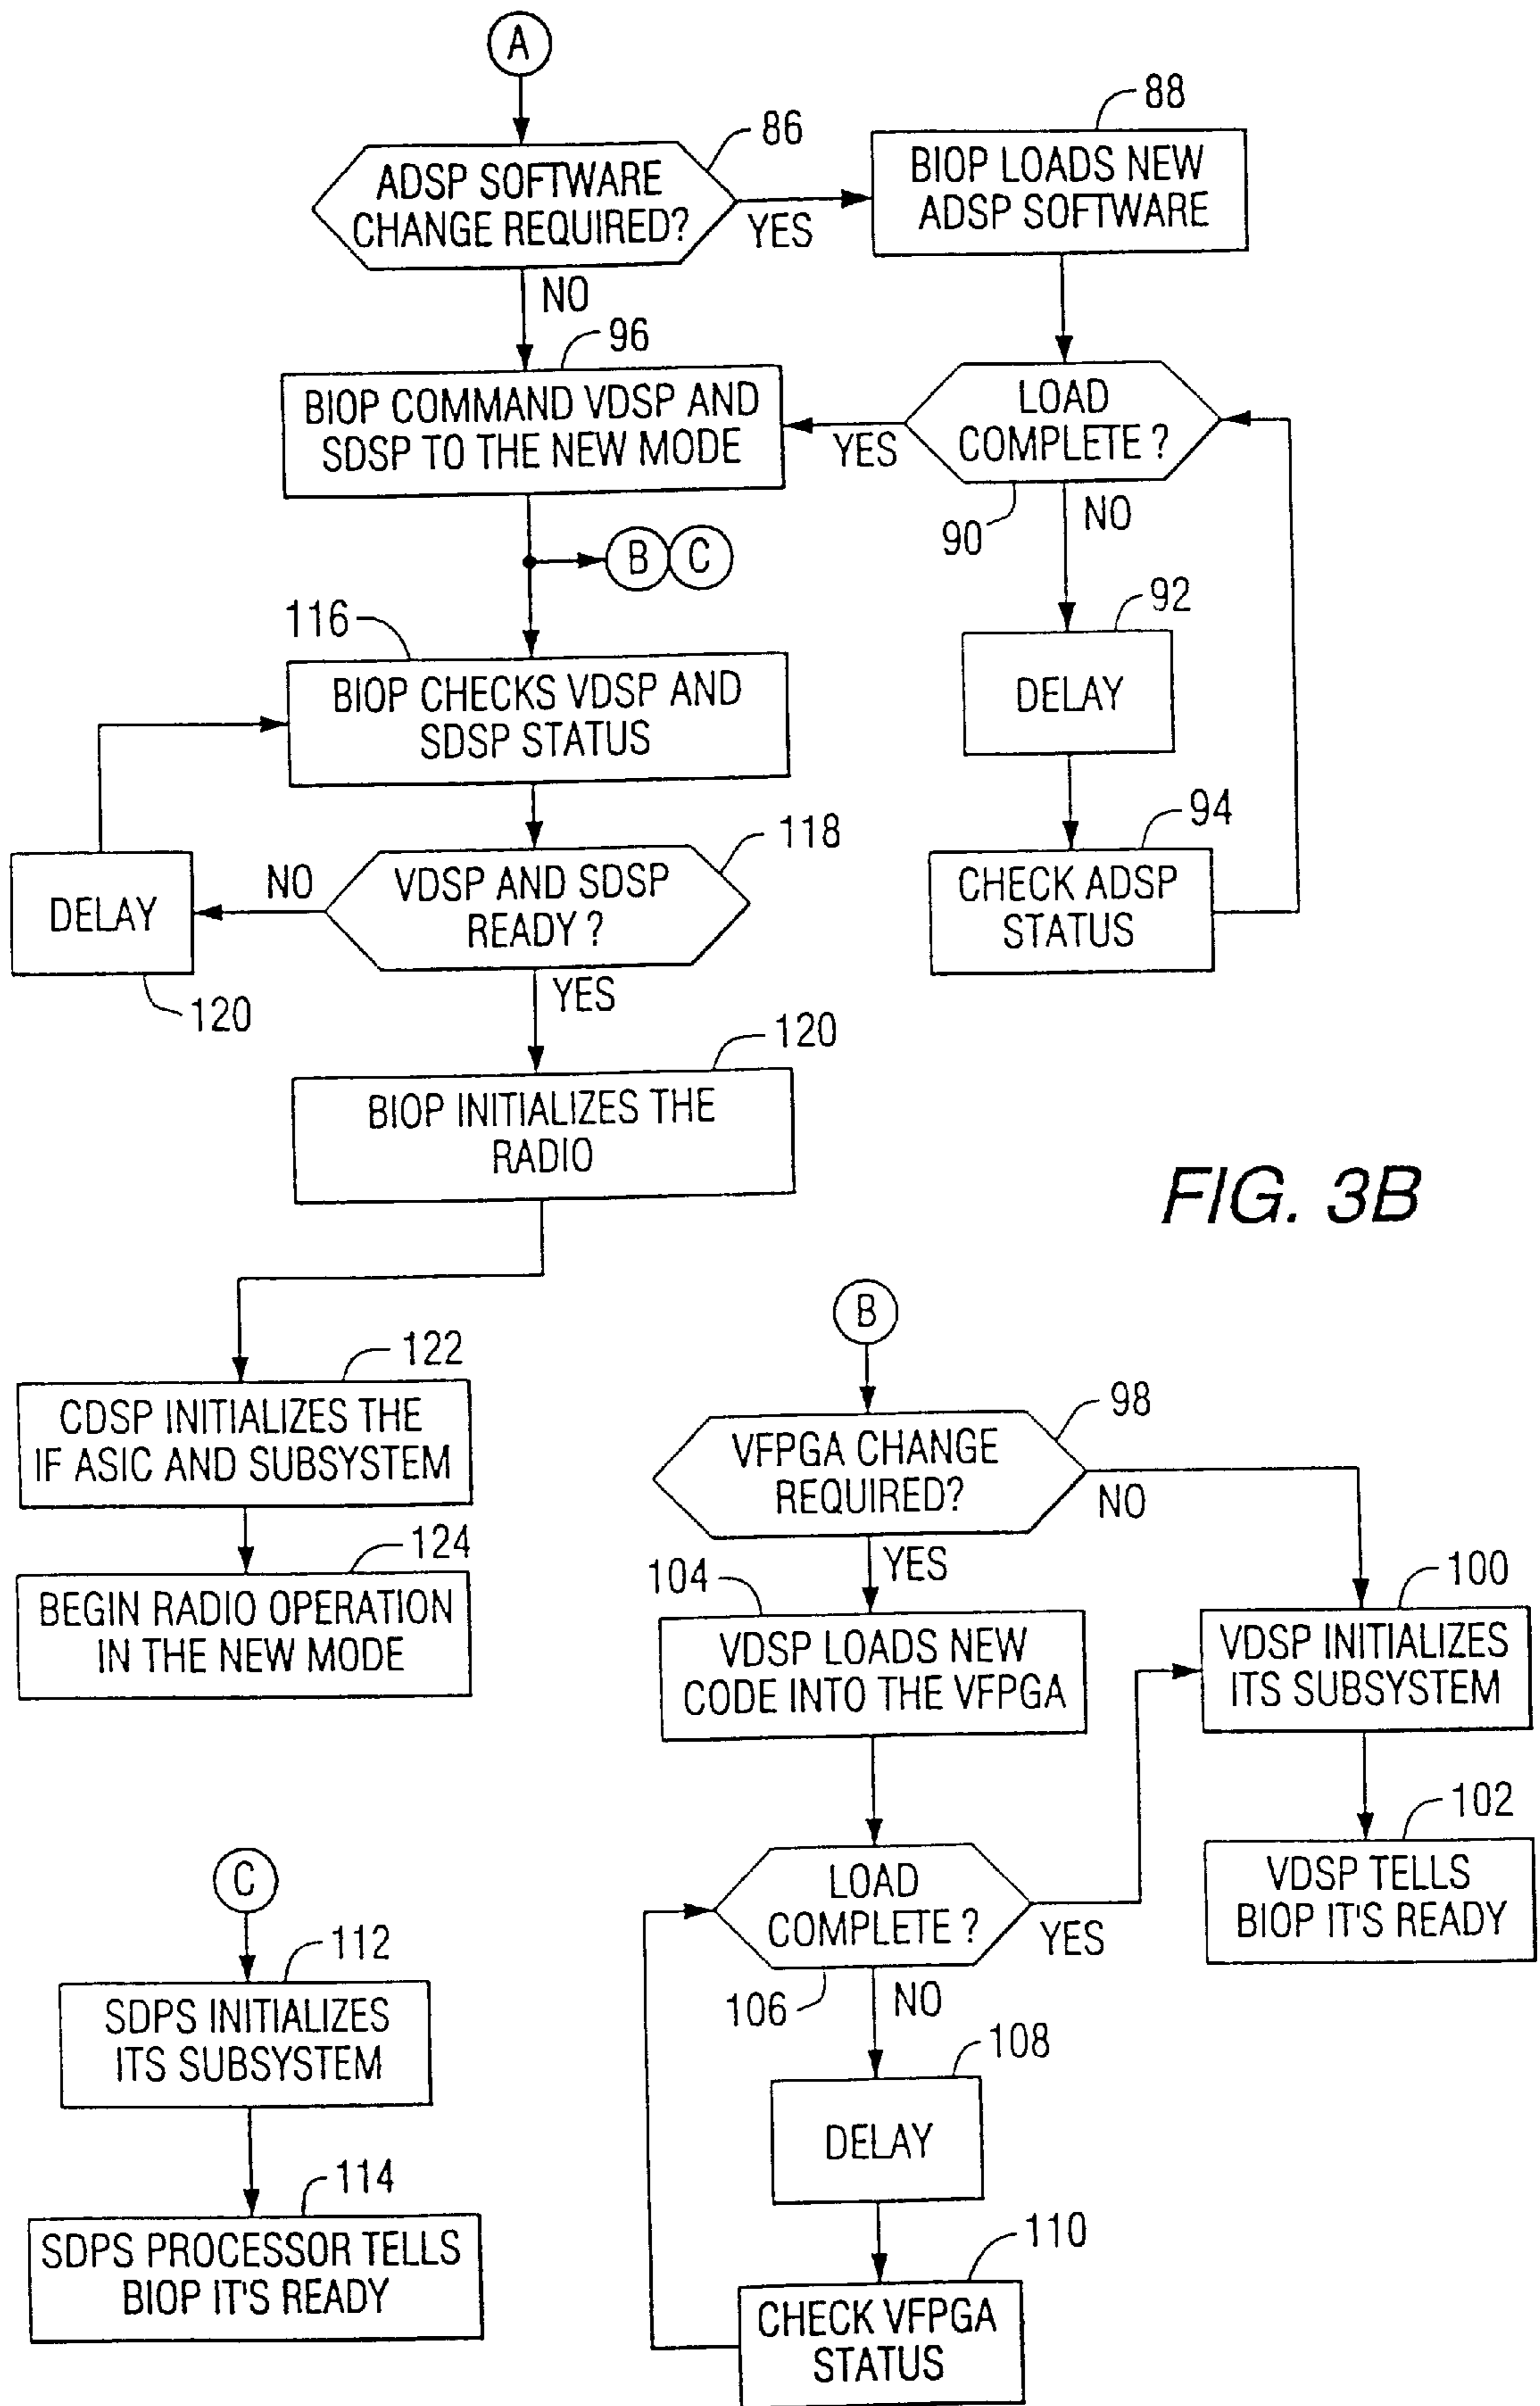 A
86
ADSP SOFTWARE
CHANGE REQUIRED?
YES
NO
88
BIOP LOADS NEW
ADSP SOFTWARE
96
BIOP COMMAND VDSP AND
SDSP TO THE NEW MODE
LOAD
COMPLETE ?
YES
90
NO
B
C
92
DELAY
116
BIOP CHECKS VDSP AND
SDSP STATUS
94
CHECK ADSP
STATUS
118
VDSP AND SDSP
READY ?
NO
DELAY
120
YES
120
BIOP INITIALIZES THE
RADIO
FIG. 3B
122
CDSP INITIALIZES THE
IF ASIC AND SUBSYSTEM
124
BEGIN RADIO OPERATION
IN THE NEW MODE
B
98
VFPGA CHANGE
REQUIRED?
NO
YES
104
VDSP LOADS NEW
CODE INTO THE VFPGA
100
VDSP INITIALIZES
ITS SUBSYSTEM
102
VDSP TELLS
BIOP IT'S READY
LOAD
COMPLETE ?
YES
106
NO
108
DELAY
110
CHECK VFPGA
STATUS
C
112
SDPS INITIALIZES
ITS SUBSYSTEM
114
SDPS PROCESSOR TELLS
BIOP IT'S READY